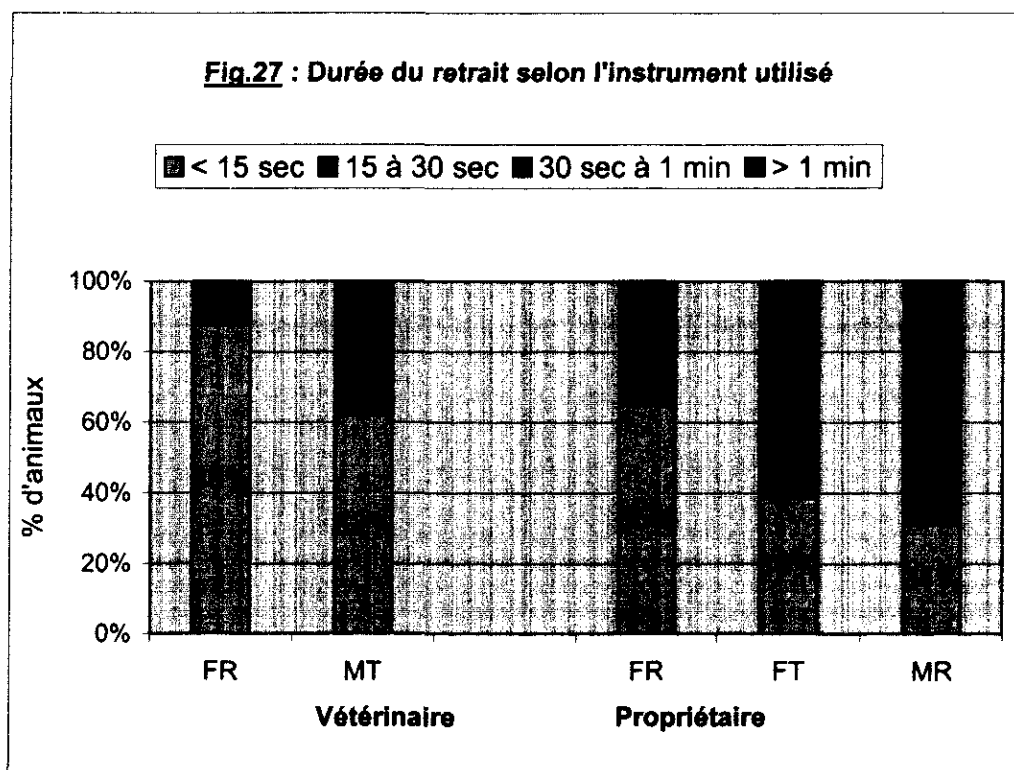 Fig.27 : Durée du retrait selon l'instrument utilisé
< 15 sec 15 à 30 sec 30 sec à 1 min > 1 min
100%
80%
60%
40%
20%
0%
% d'animaux
FR MT FR FT MR
Vétérinaire Propriétaire